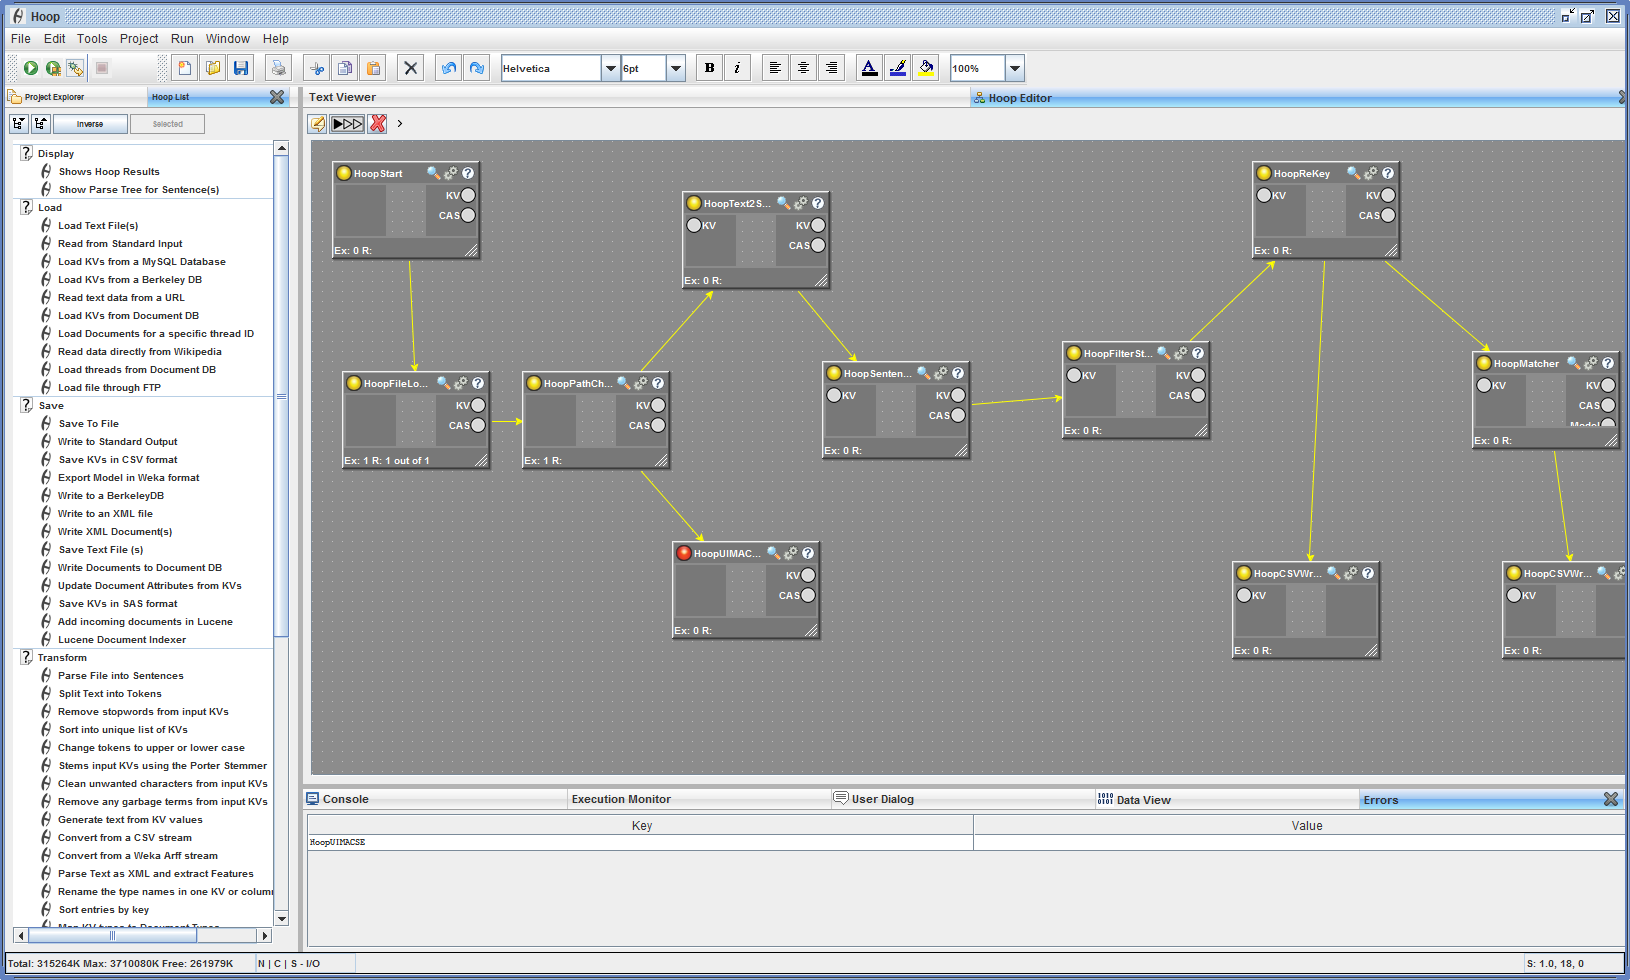 Hoop
File Edit Tools Project Run Window Help
Helvetica 6pt B i A 100%
Project Explorer Hoop List
Text Viewer
Hoop Editor
Inverse Selected
Display
Shows Hoop Results
Show Parse Tree for Sentence(s)
Load
Load Text File(s)
Read from Standard Input
Load KVs from a MySQL Database
Load KVs from a Berkeley DB
Read text data from a URL
Load KVs from Document DB
Load Documents for a specific thread ID
Read data directly from Wikipedia
Load threads from Document DB
Load file through FTP
Save
Save To File
Write to Standard Output
Save KVs in CSV format
Export Model in Weka format
Write to a BerkeleyDB
Write to an XML file
Write XML Document(s)
Save Text File (s)
Write Documents to Document DB
Update Document Attributes from KVs
Save KVs in SAS format
Add incoming documents in Lucene
Lucene Document Indexer
Transform
Parse File into Sentences
Split Text into Tokens
Remove stopwords from input KVs
Sort into unique list of KVs
Change tokens to upper or lower case
Stems input KVs using the Porter Stemmer
Clean unwanted characters from input KVs
Remove any garbage terms from input KVs
Generate text from KV values
Convert from a CSV stream
Convert from a Weka Arff stream
Parse Text as XML and extract Features
Rename the type names in one KV or colum
Sort entries by key
Map KV types to Document Types
HoopStart
KV
CAS
Ex: 0 R:
HoopText2S...
KV KV
CAS
Ex: 0 R:
HoopReKey
KV KV
CAS
Ex: 0 R:
HoopFileLo...
KV
CAS
Ex: 1 R: 1 out of 1
HoopPathCh...
KV
CAS
Ex: 1 R:
HoopSenten...
KV KV
CAS
Ex: 0 R:
HoopFilterSt...
KV KV
CAS
Ex: 0 R:
HoopMatcher
KV KV
CAS
Model
Ex: 0 R:
HoopUIMAC...
KV
CAS
Ex: 0 R:
HoopCSVWr...
KV
Ex: 0 R:
HoopCSVWr...
KV
Ex: 0 R:
Console Execution Monitor User Dialog Data View Errors
Key Value
HoopUIMACSE
Total: 315264K Max: 3710080K Free: 261979K N | C | S - I/O S: 1.0, 18, 0